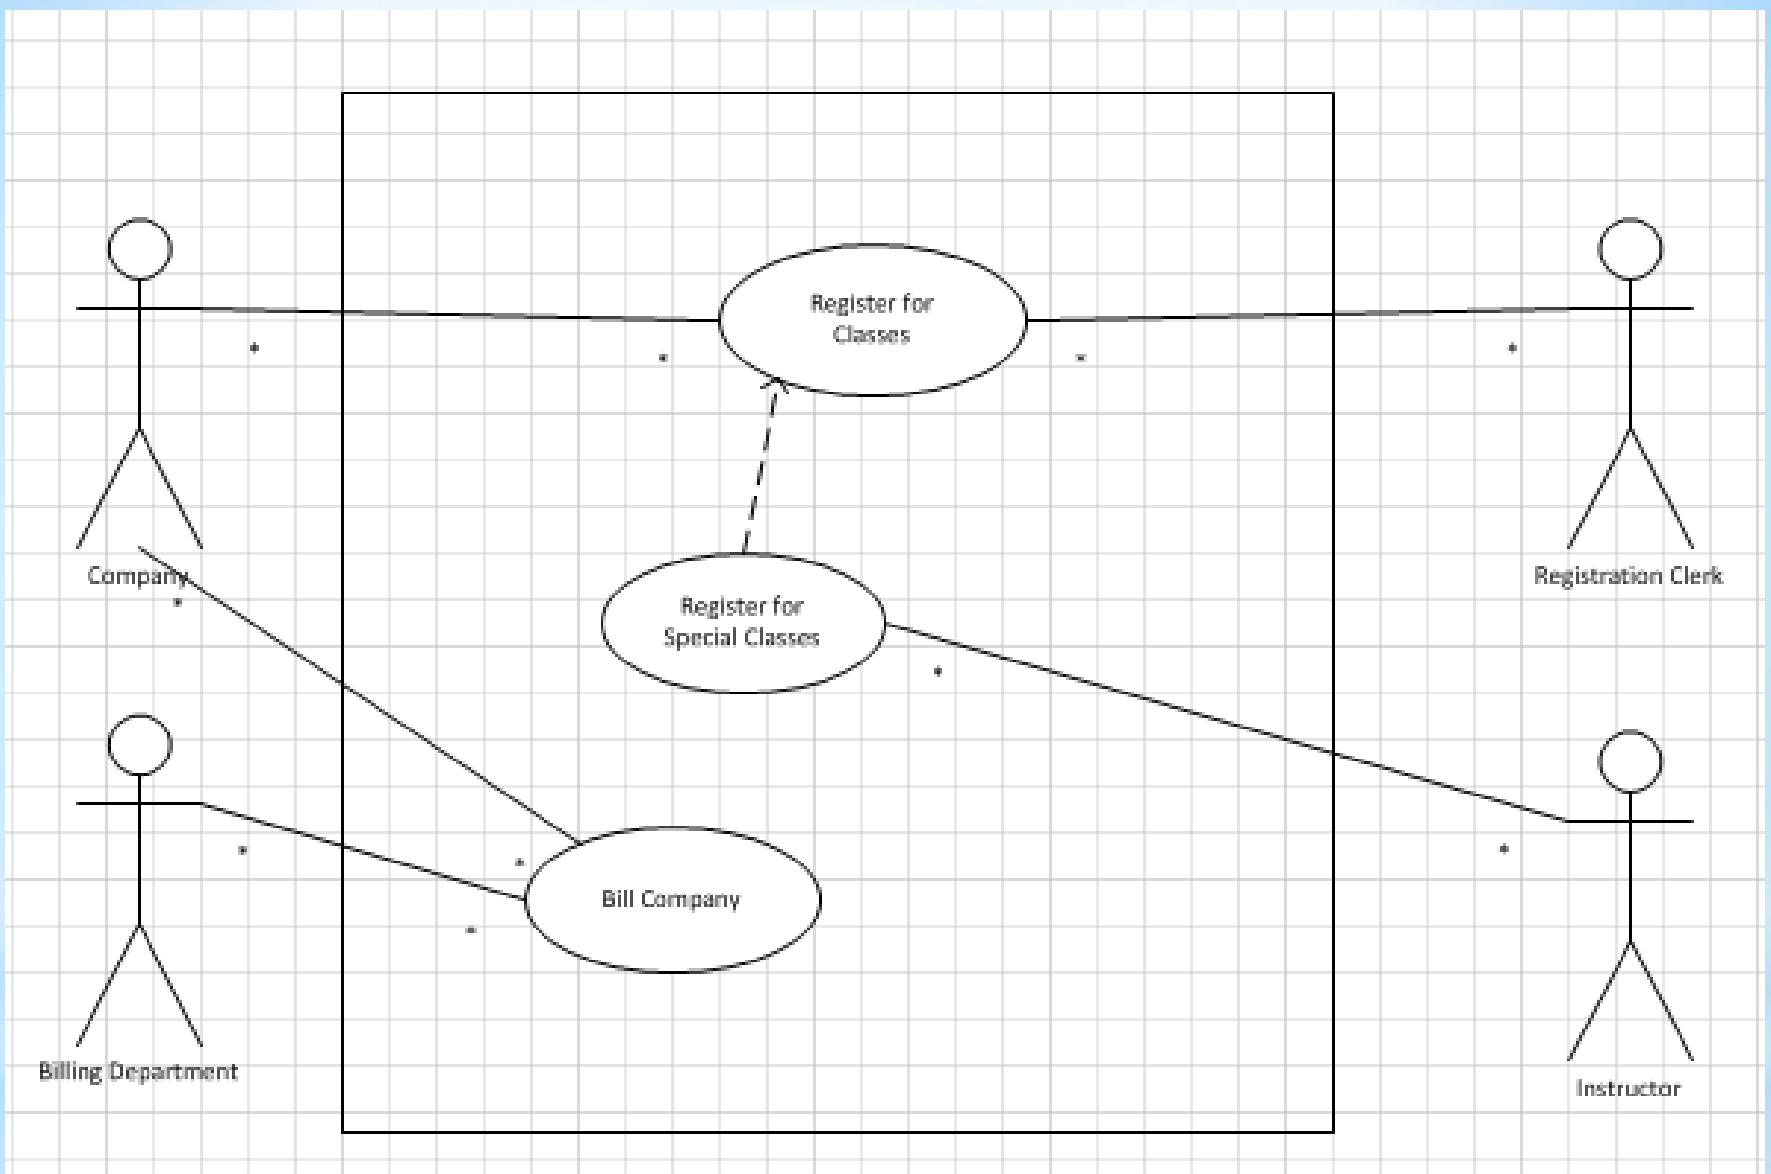 Register for
Classes
*
*
*
*
Company
*
Registration Clerk
Register for
Special Classes
*
*
*
Bill Company
*
*
Billing Department
Instructor